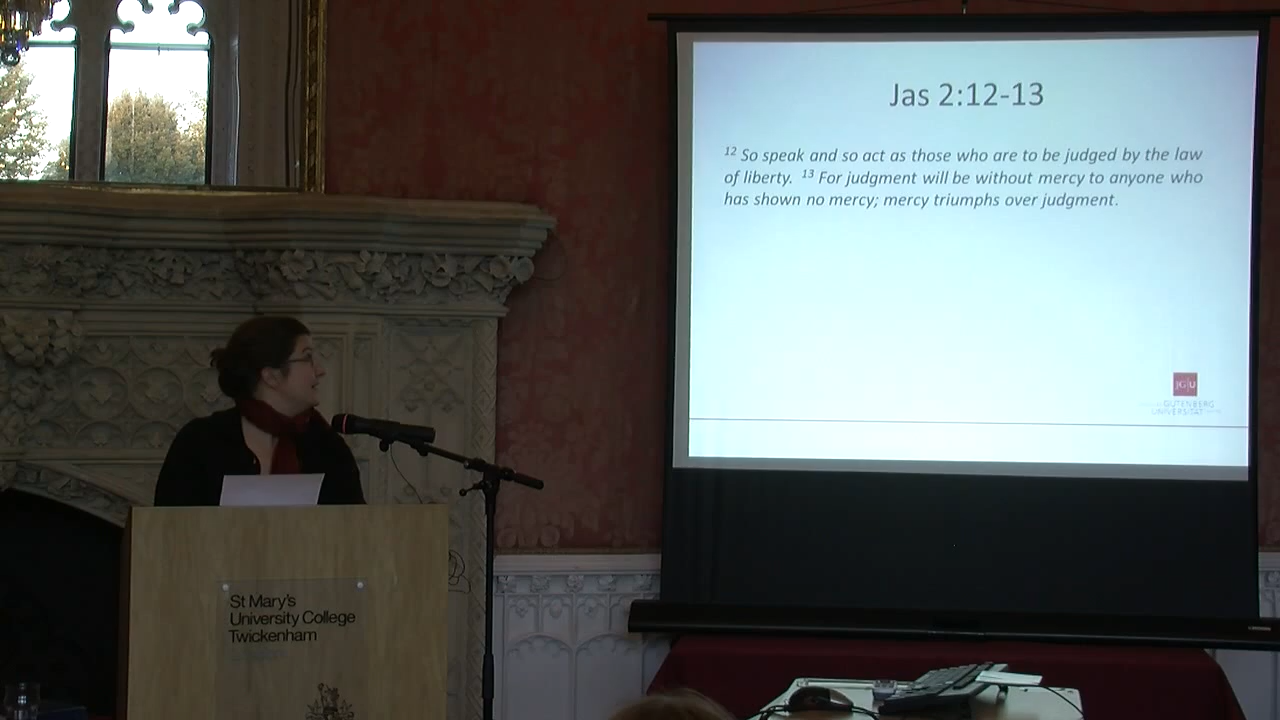 Jas 2:12-13
12 So speak and so act as those who are to be judged by the law
of liberty. 13 For judgment will be without mercy to anyone who
has shown no mercy; mercy triumphs over judgment.
JG|U
GUTENBERG
UNIVERSITÄT
St Mary's
University College
Twickenham